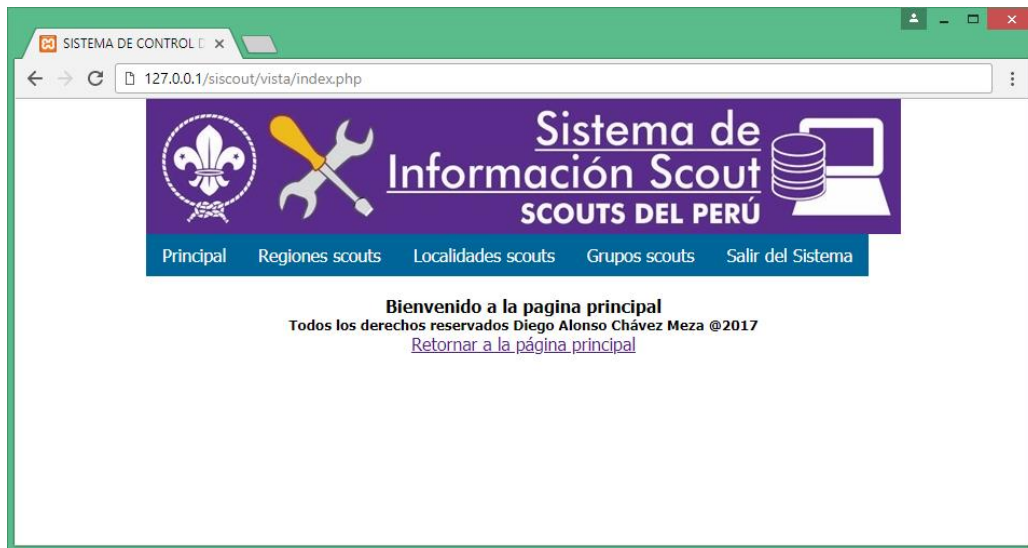 SISTEMA DE CONTROL D
127.0.0.1/siscout/vista/index.php
Sistema de
Información Scout
SCOUTS DEL PERÚ
Principal Regiones scouts Localidades scouts Grupos scouts Salir del Sistema
Bienvenido a la pagina principal
Todos los derechos reservados Diego Alonso Chávez Meza @2017
Retornar a la página principal